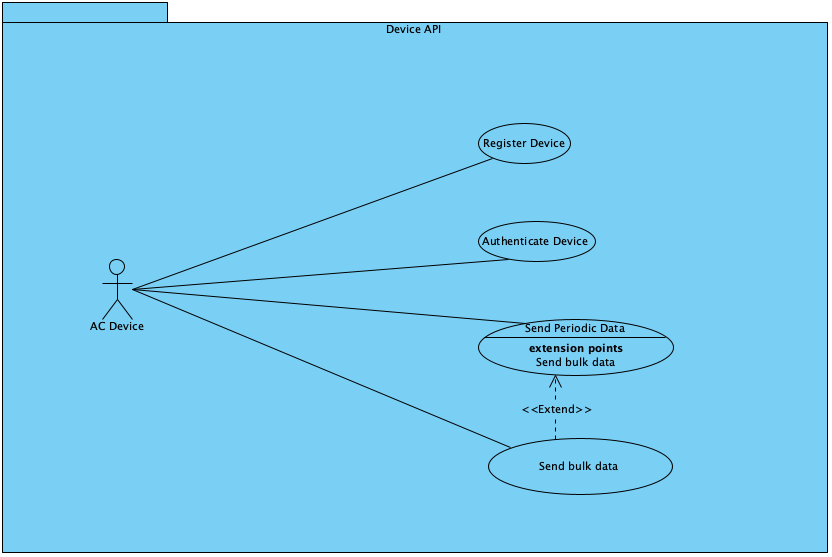 Device API
Register Device
Authenticate Device
AC Device
Send Periodic Data
extension points
Send bulk data
<<Extend>>
Send bulk data